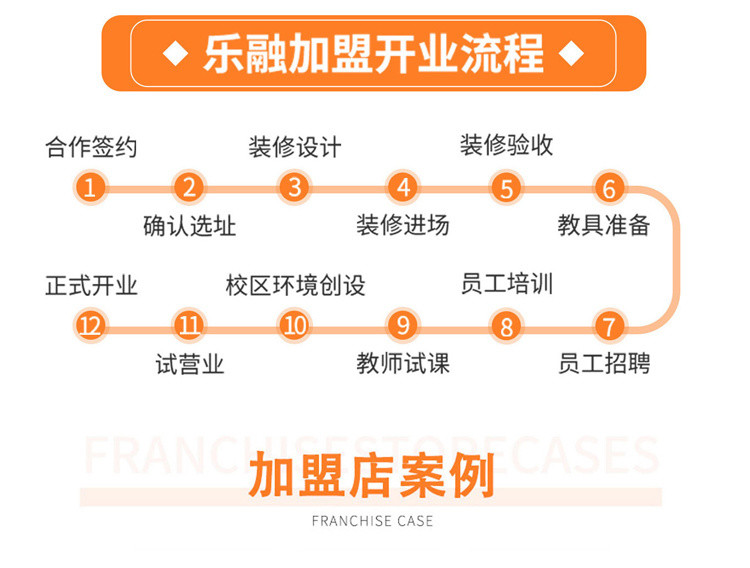 乐融加盟开业流程
合作签约
装修设计
装修验收
1
2
3
4
5
6
确认选址
装修进场
教具准备
正式开业
校区环境创设
员工培训
12
11
10
9
8
7
试营业
教师试课
员工招聘
FRANCHISESTORECASES
加盟店案例
FRANCHISE CASE